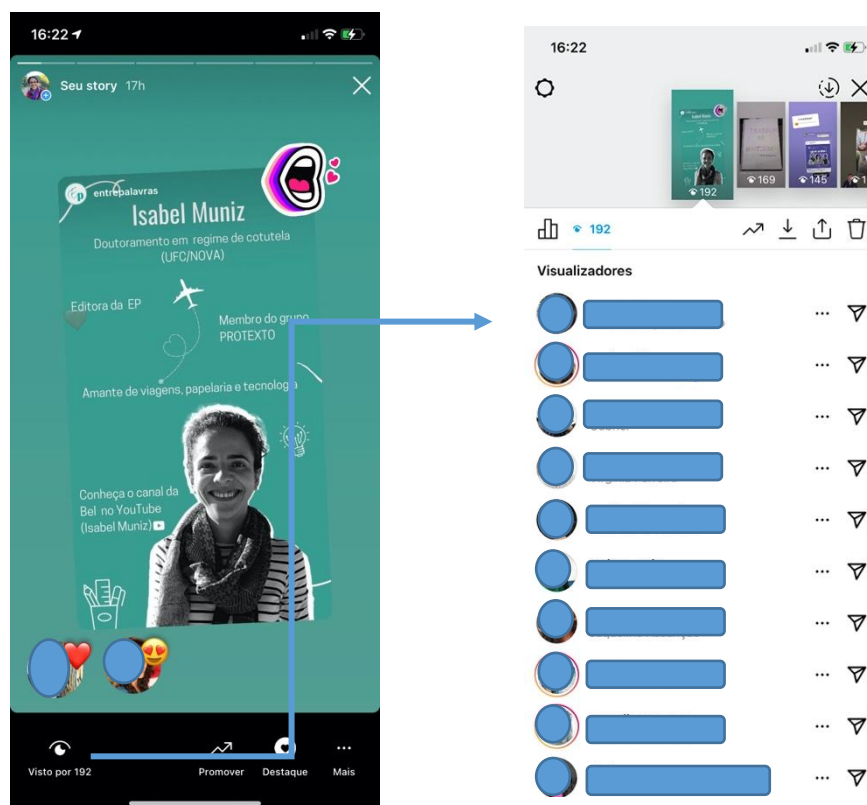 16:22
Seu story 17h
entrepalavras
Isabel Muniz
Doutoramento em regime de cotutela
(UFC/NOVA)
Editora da EP
Membro do grupo
PROTEXTO
Amante de viagens, papelaria e tecnologia
Conheça o canal da
Bel no YouTube
(Isabel Muniz)
Visto por 192
Promover
Destaque
Mais
16:22
Isabel Muniz
192
169
145
192
Visualizadores